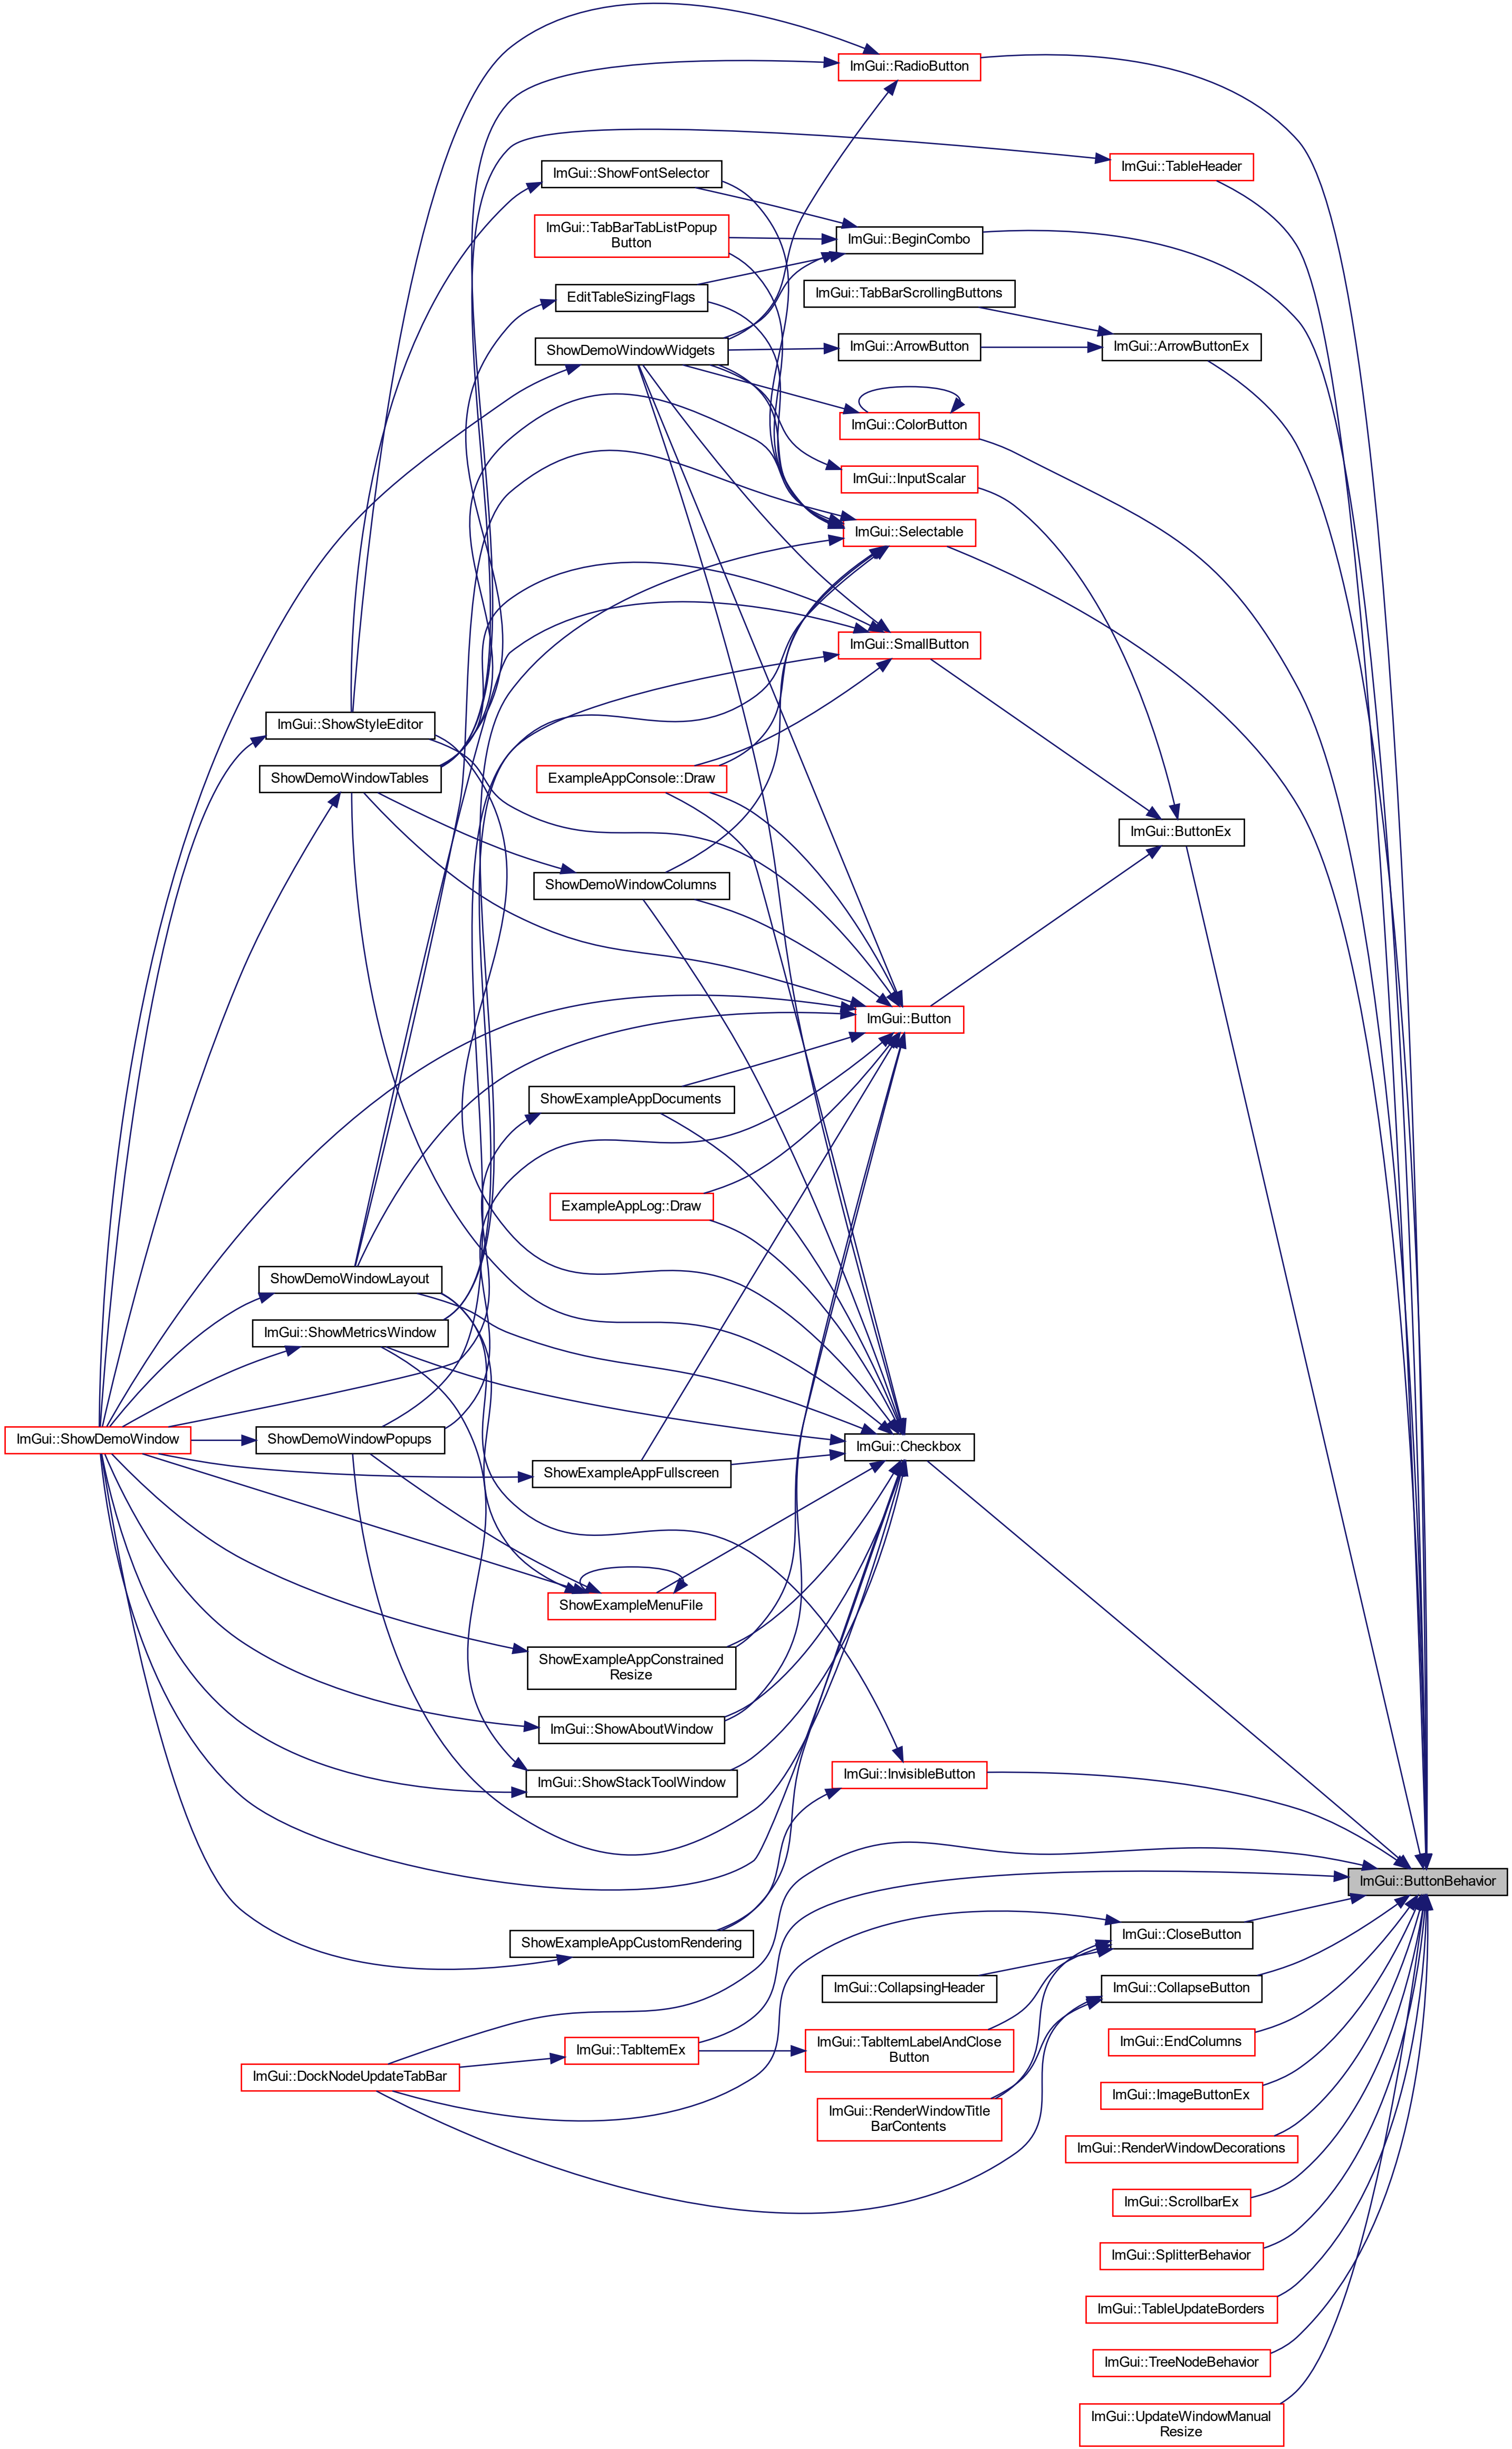 ImGui::RadioButton
ImGui::TableHeader
ImGui::ShowFontSelector
ImGui::TabBarTabListPopup
Button
ImGui::BeginCombo
EditTableSizingFlags
ImGui::TabBarScrollingButtons
ShowDemoWindowWidgets
ImGui::ArrowButton
ImGui::ArrowButtonEx
ImGui::ColorButton
ImGui::InputScalar
ImGui::Selectable
ImGui::SmallButton
ImGui::ShowStyleEditor
ShowDemoWindowTables
ExampleAppConsole::Draw
ImGui::ButtonEx
ShowDemoWindowColumns
ImGui::Button
ShowExampleAppDocuments
ExampleAppLog::Draw
ShowDemoWindowLayout
ImGui::ShowMetricsWindow
ImGui::ShowDemoWindow
ShowDemoWindowPopups
ImGui::Checkbox
ShowExampleAppFullscreen
ShowExampleMenuFile
ShowExampleAppConstrained
Resize
ImGui::ShowAboutWindow
ImGui::ShowStackToolWindow
ImGui::InvisibleButton
ImGui::ButtonBehavior
ShowExampleAppCustomRendering
ImGui::CloseButton
ImGui::CollapsingHeader
ImGui::CollapseButton
ImGui::TabItemEx
ImGui::TabItemLabelAndClose
Button
ImGui::EndColumns
ImGui::DockNodeUpdateTabBar
ImGui::ImageButtonEx
ImGui::RenderWindowTitle
BarContents
ImGui::RenderWindowDecorations
ImGui::ScrollbarEx
ImGui::SplitterBehavior
ImGui::TableUpdateBorders
ImGui::TreeNodeBehavior
ImGui::UpdateWindowManual
Resize